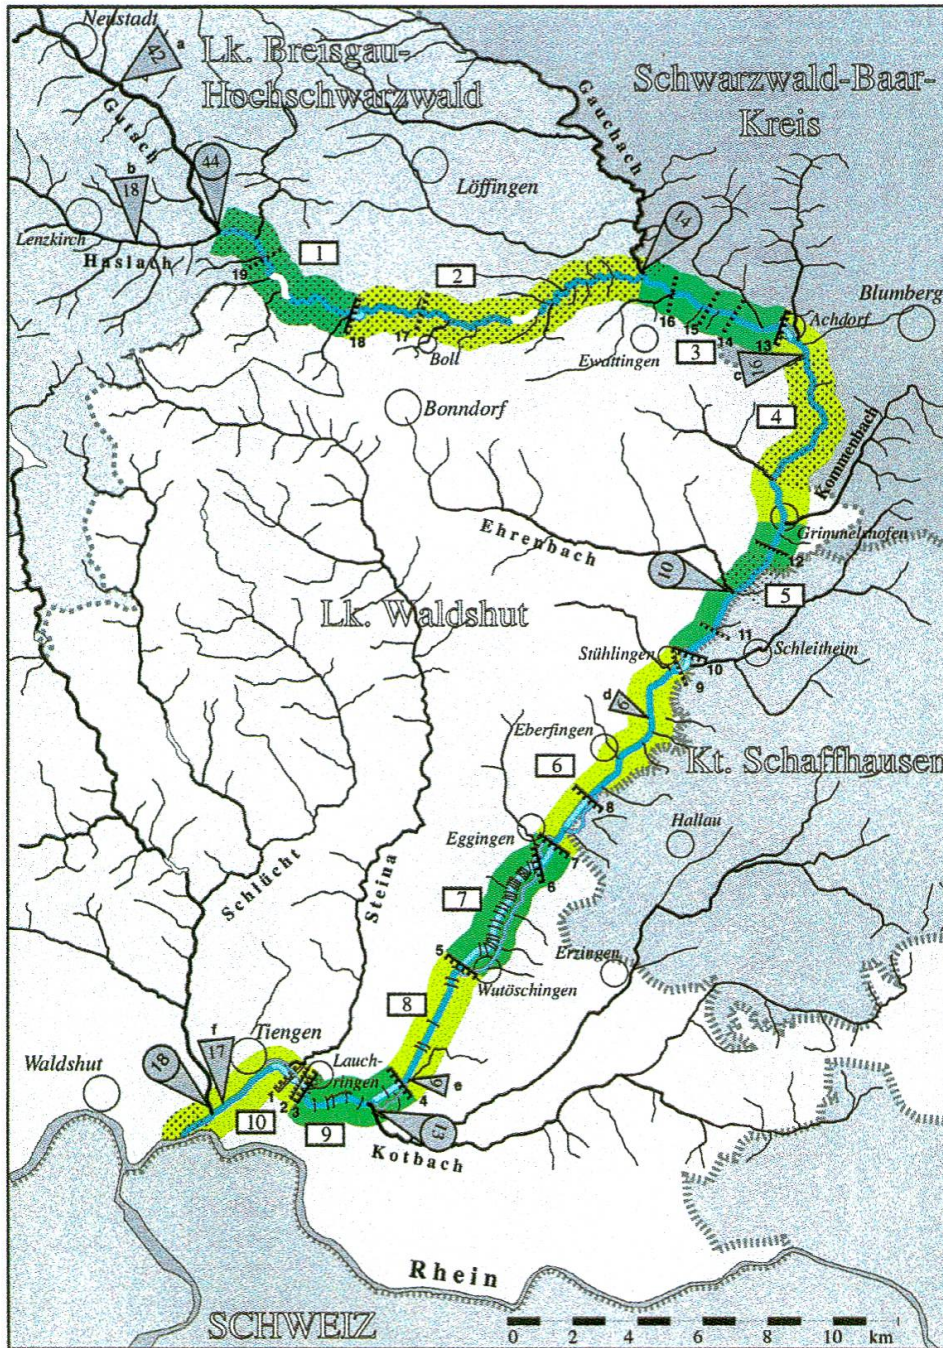 Neustadt
42
a
Lk. Breisgau-
Hochschwarzwald
Schwarzwald-Baar-
Kreis
Gutach
Gauchach
b
18
44
Löffingen
Lenzkirch
Haslach
19
1
2
14
18
17
Boll
16
15
14
13
3
Ewattingen
Achdorf
Blumberg
c
16
4
Bonndorf
Kommenbach
Ehrenbach
Grimmelshofen
12
10
5
Lk. Waldshut
11
Stühlingen
Schleitheim
10
9
d
9
Eberfingen
Kt. Schaffhausen
6
8
Hallau
Eggingen
7
6
Schlücht
Steina
7
5
Erzingen
Wutöschingen
8
Tiengen
f
17
18
Waldshut
Lauch-
ringen
e
9
4
1
2
3
10
9
13
Kotbach
Rhein
SCHWEIZ
0 2 4 6 8 10 km